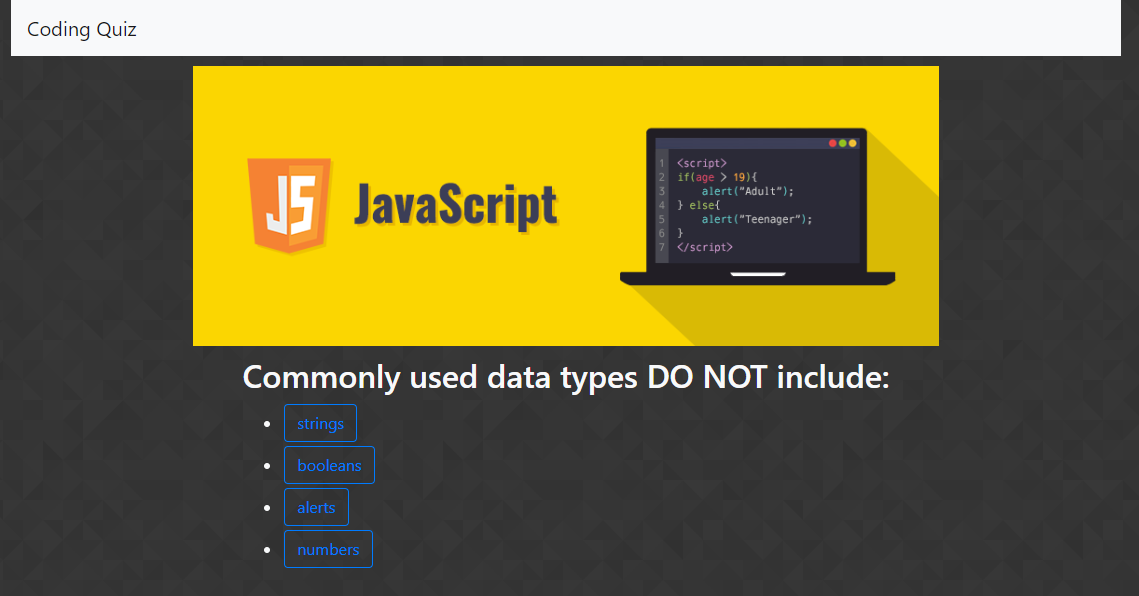 Coding Quiz
JS
JavaScript
1 <script>
2 if(age > 19){
3 alert("Adult");
4 } else{
5 alert("Teenager");
6 }
7 </script>
Commonly used data types DO NOT include:
strings
booleans
alerts
numbers